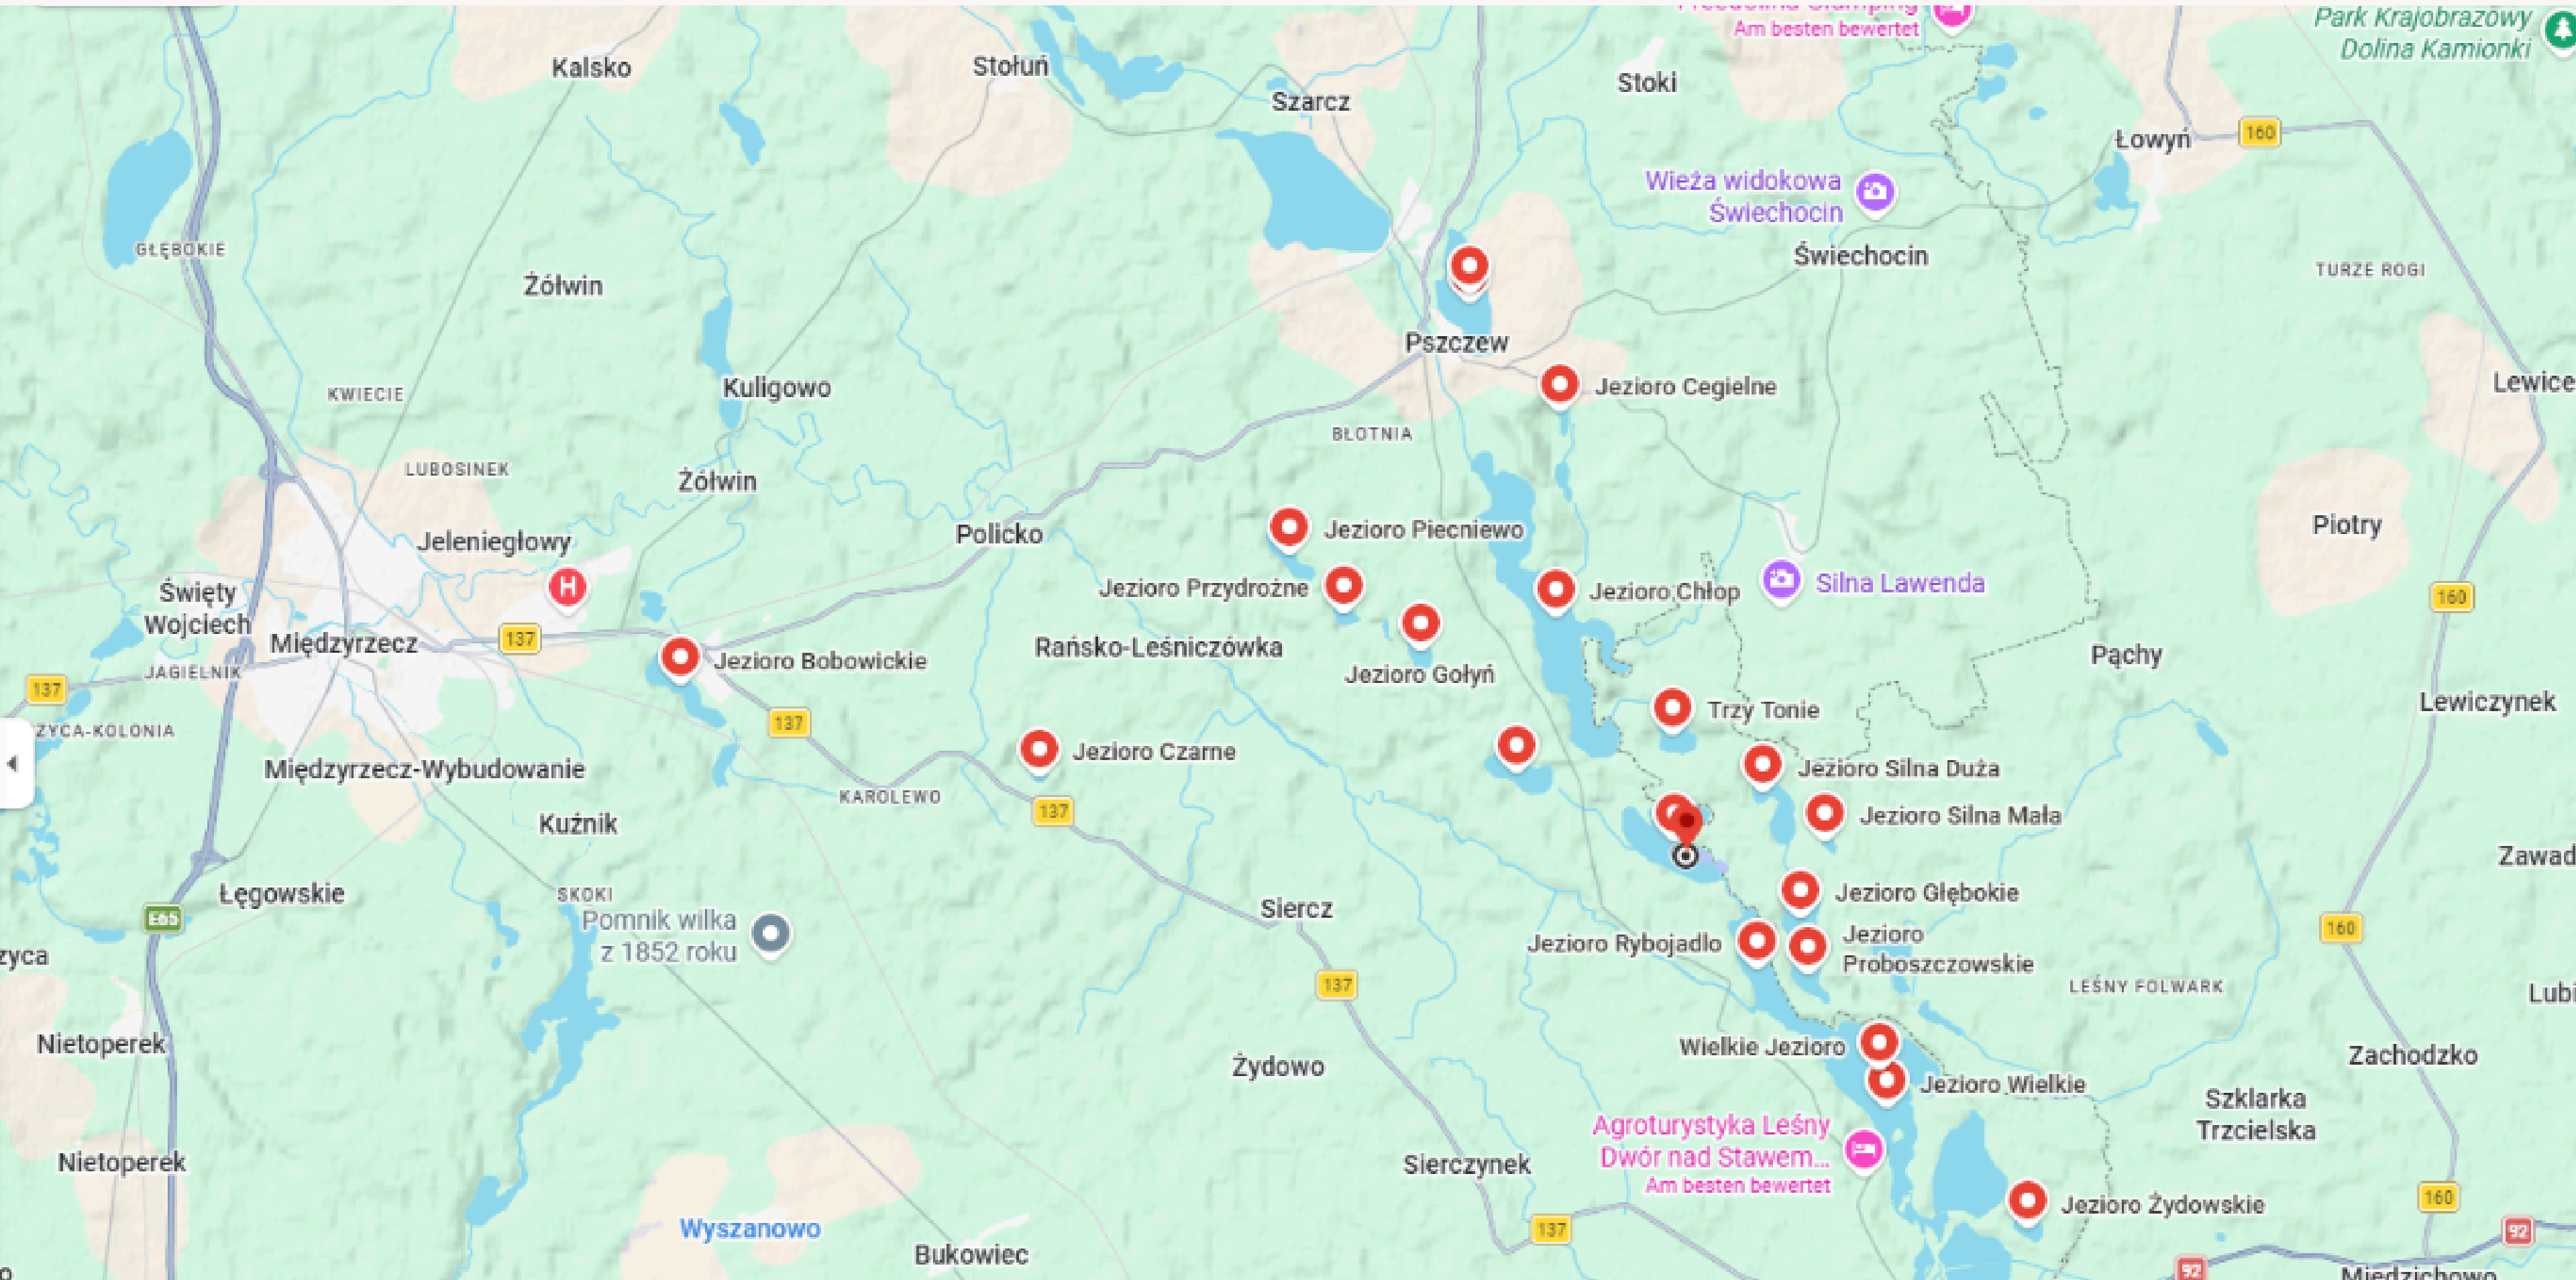 Am besten bewertet
Park Krajobrazowy
Dolina Kamionki
Kalsko
Stołuń
Stoki
Szarcz
Łowyń
160
Wieża widokowa
Świechocin
GŁĘBOKIE
Świechocin
TURZE ROGI
Żółwin
Pszczew
Kuligowo
KWIECIE
Jezioro Cegielne
Lewice
BŁOTNIA
LUBOSINEK
Żółwin
Policko
Jezioro Piecniewo
Piotry
Jeleniegłowy
H
Święty
Wojciech
Jezioro Przydrożne
Jezioro Chłop
Silna Lawenda
160
Międzyrzecz
137
Rańsko-Leśniczówka
Pąchy
JAGIELNIK
Jezioro Bobowickie
Jezioro Gołyń
137
Lewiczynek
ZYCA-KOLONIA
137
Trzy Tonie
Jezioro Czarne
Międzyrzecz-Wybudowanie
Jezioro Silna Duża
KAROLEWO
137
Jezioro Silna Mała
Kuźnik
Zawad
Łęgowskie
SKOKI
Jezioro Głębokie
E65
Pomnik wilka
z 1852 roku
Siercz
160
Jezioro Rybojadlo
Jezioro
Proboszczowskie
zyca
137
LEŚNY FOLWARK
Lubi
Nietoperek
Wielkie Jezioro
Zachodzko
Żydowo
Jezioro Wielkie
Szklarka
Trzcielska
Agroturystyka Leśny
Dwór nad Stawem...
Am besten bewertet
Nietoperek
Sierczynek
160
Jezioro Żydowskie
Wyszanowo
137
92
Bukowiec
92
Miedzichowo